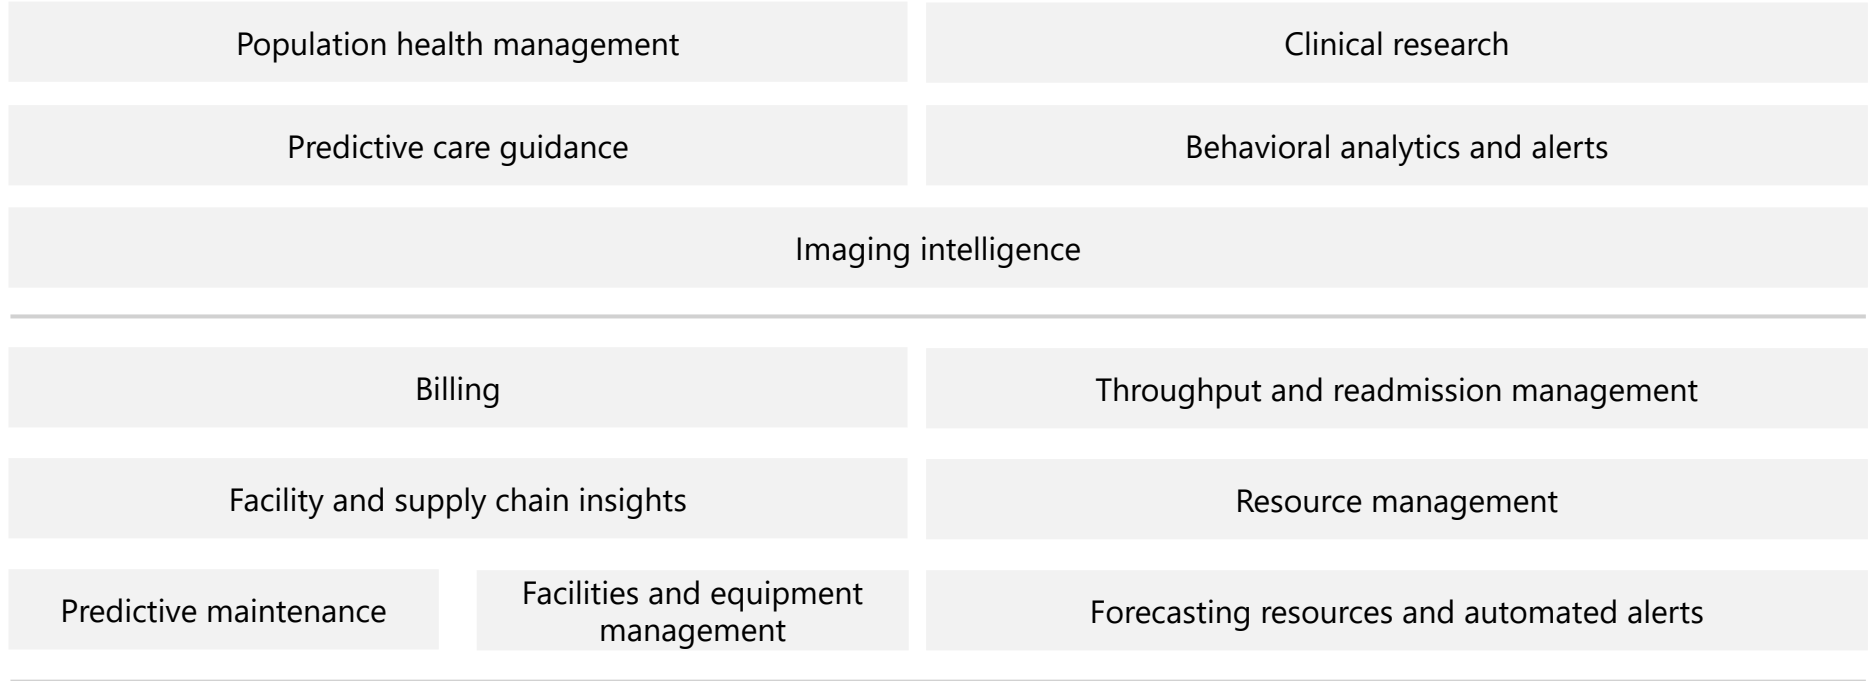 Population health management
Clinical research
Predictive care guidance
Behavioral analytics and alerts
Imaging intelligence
Billing
Throughput and readmission management
Facility and supply chain insights
Resource management
Predictive maintenance
Facilities and equipment
management
Forecasting resources and automated alerts